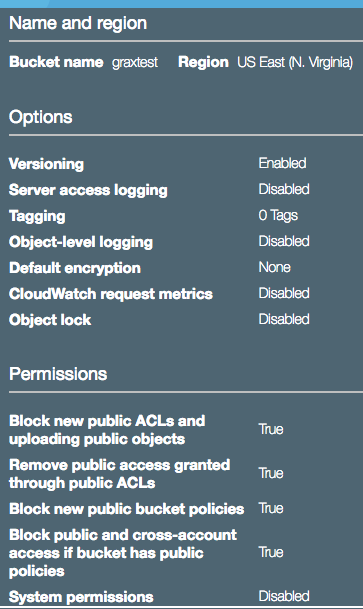 Name and region
Bucket name graxtest Region US East (N. Virginia)
Options
Versioning Enabled
Server access logging Disabled
Tagging 0 Tags
Object-level logging Disabled
Default encryption None
CloudWatch request metrics Disabled
Object lock Disabled
Permissions
Block new public ACLs and
uploading public objects True
Remove public access granted
through public ACLs True
Block new public bucket policies True
Block public and cross-account
access if bucket has public True
policies
System permissions Disabled